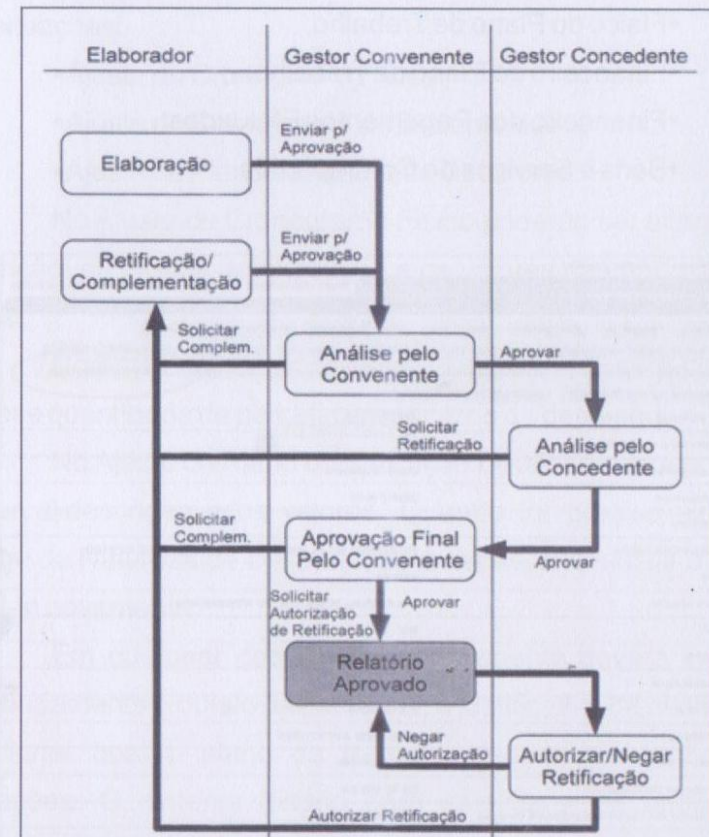 Elaborador
Gestor Convenente
Gestor Concedente
Elaboração
Enviar p/
Aprovação
Retificação/
Complementação
Enviar p/
Aprovação
Solicitar
Complem.
Análise pelo
Convenente
Aprovar
Solicitar
Retificação
Análise pelo
Concedente
Solicitar
Complem.
Aprovação Final
Pelo Convenente
Aprovar
Solicitar
Autorização
de Retificação
Aprovar
Relatório
Aprovado
Negar
Autorização
Autorizar/Negar
Retificação
Autorizar Retificação